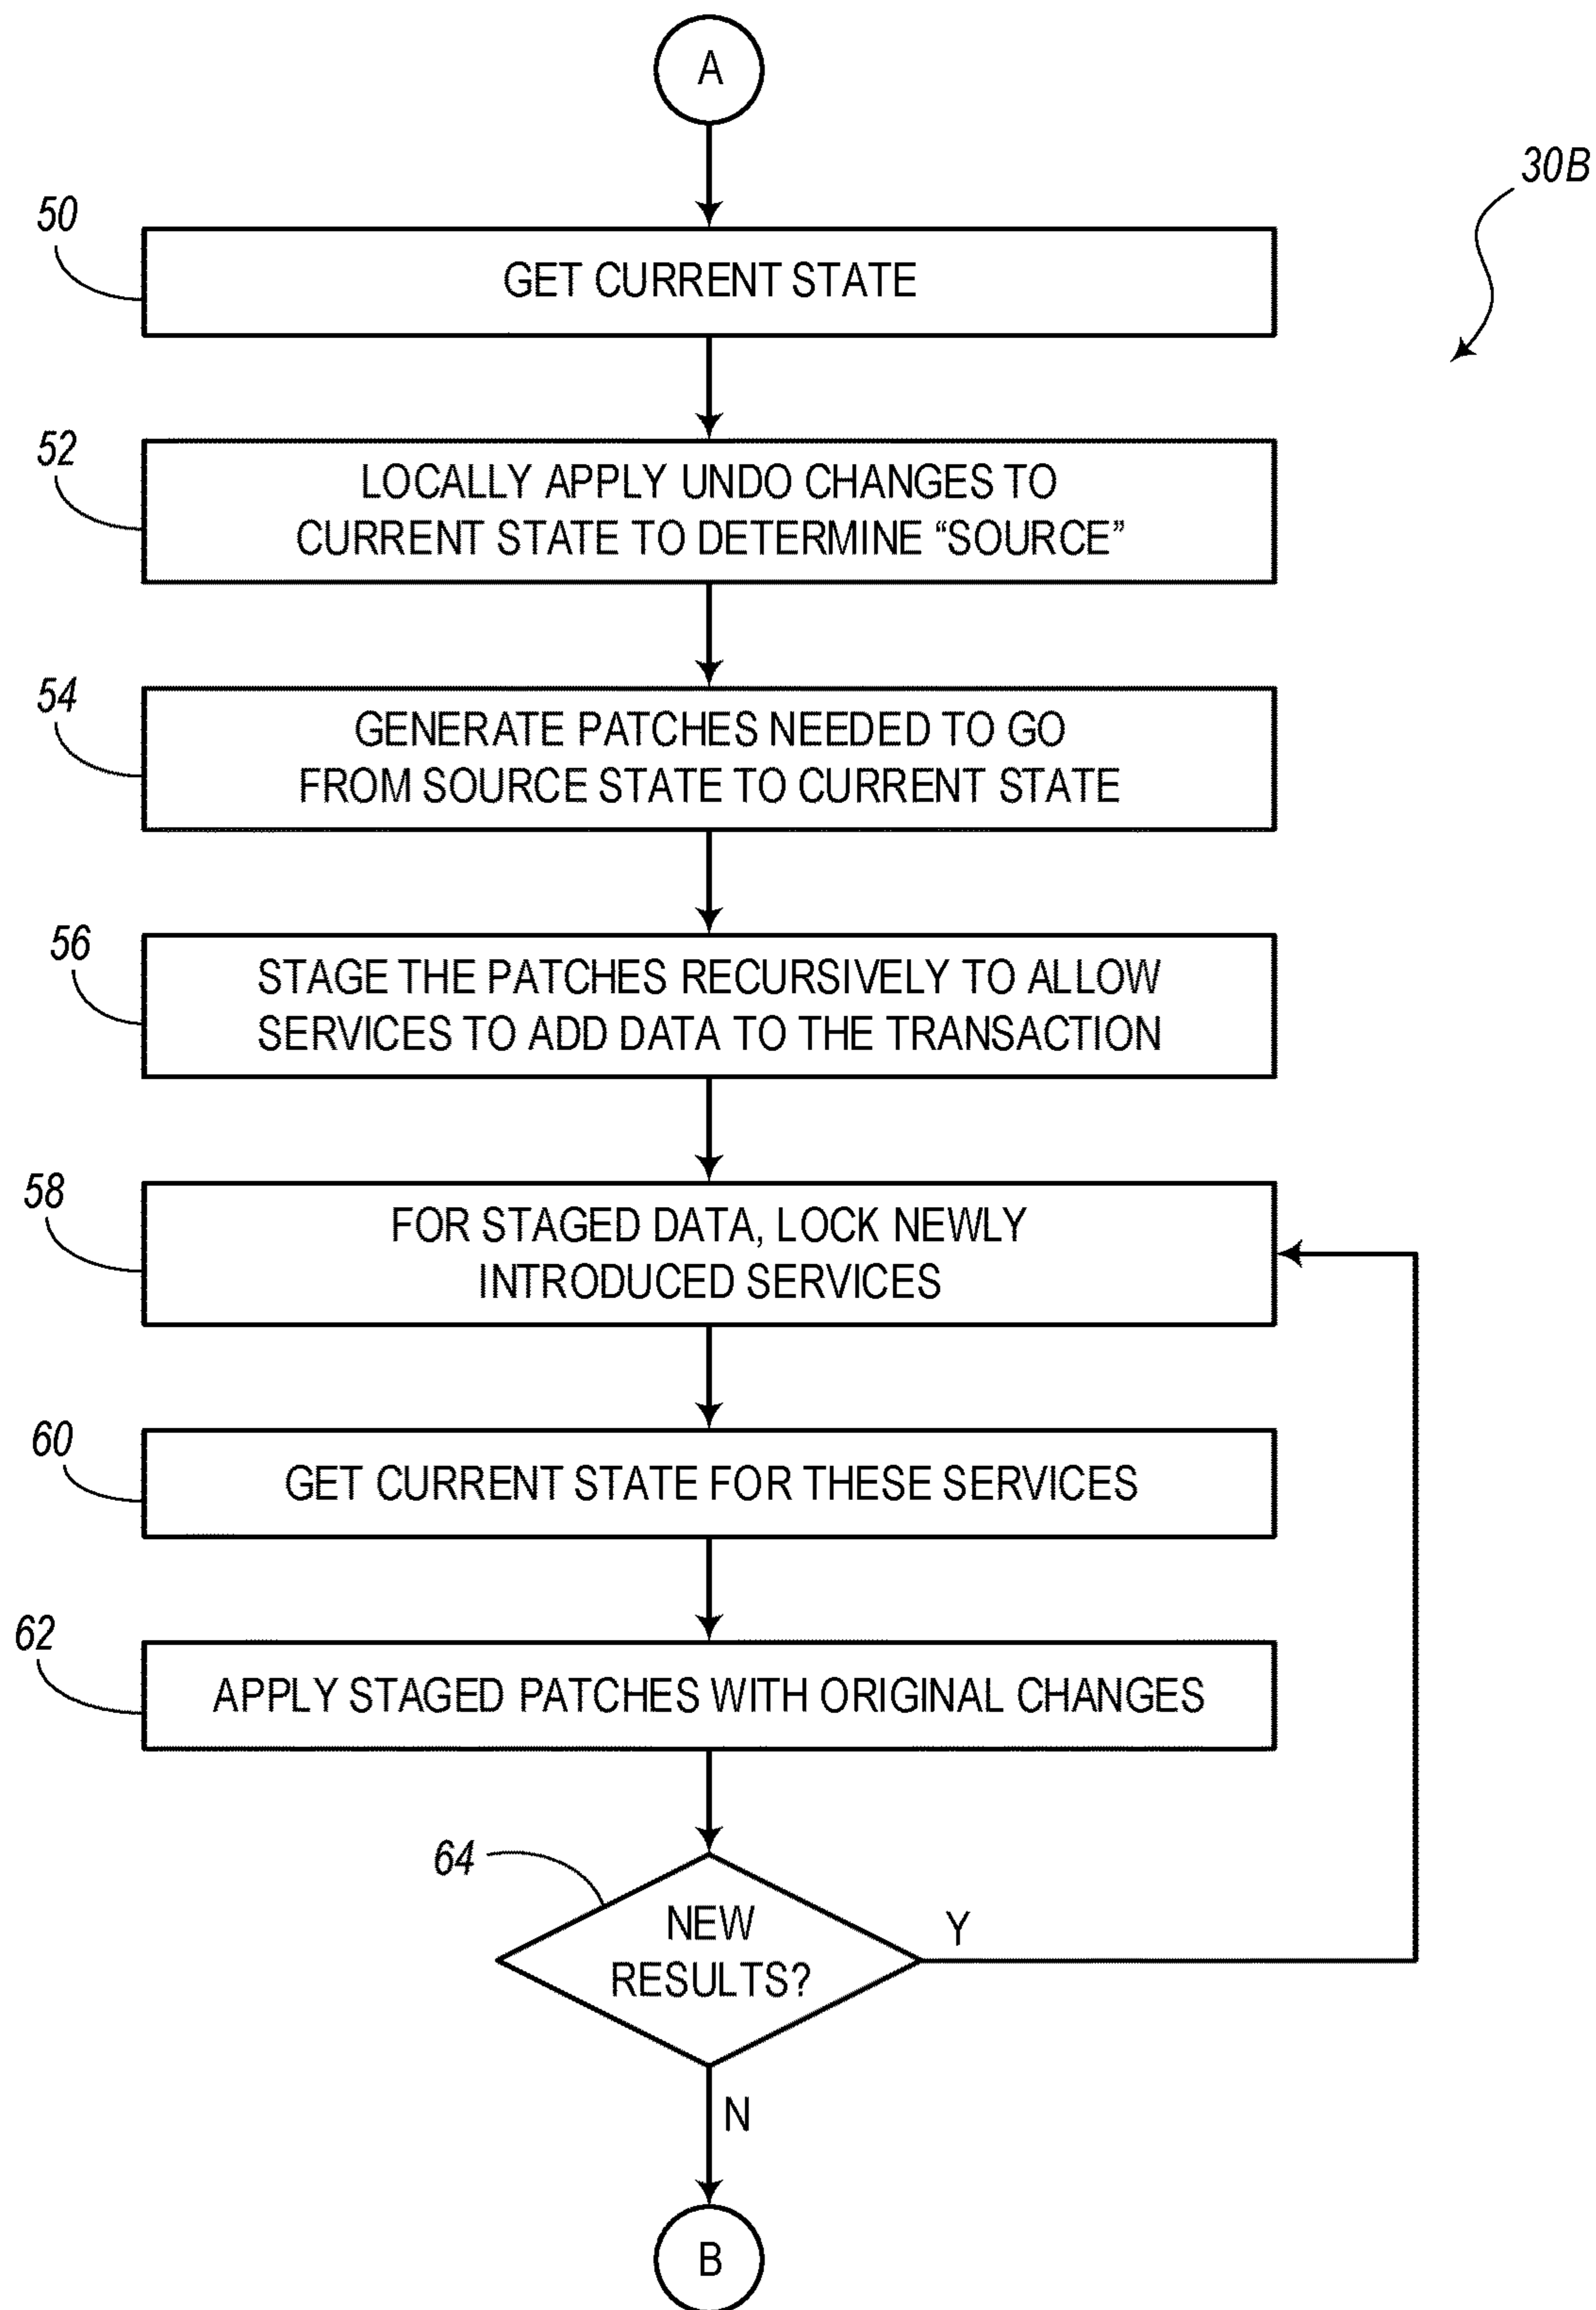 A
30B
50
GET CURRENT STATE
52
LOCALLY APPLY UNDO CHANGES TO
CURRENT STATE TO DETERMINE “SOURCE”
54
GENERATE PATCHES NEEDED TO GO
FROM SOURCE STATE TO CURRENT STATE
56
STAGE THE PATCHES RECURSIVELY TO ALLOW
SERVICES TO ADD DATA TO THE TRANSACTION
58
FOR STAGED DATA, LOCK NEWLY
INTRODUCED SERVICES
60
GET CURRENT STATE FOR THESE SERVICES
62
APPLY STAGED PATCHES WITH ORIGINAL CHANGES
64
NEW
RESULTS?
Y
N
B